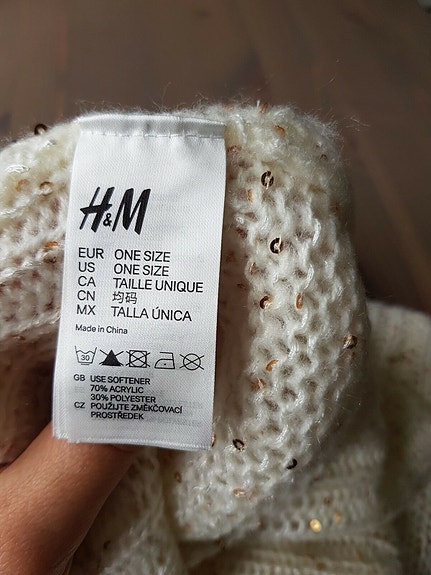 H&M
EUR ONE SIZE
US ONE SIZE
CA TAILLE UNIQUE
CN 均码
MX TALLA ÚNICA
Made in China
30
GB USE SOFTENER
70% ACRYLIC
30% POLYESTER
CZ POUŽIJTE ZMĚKČOVACÍ
PROSTŘEDEK